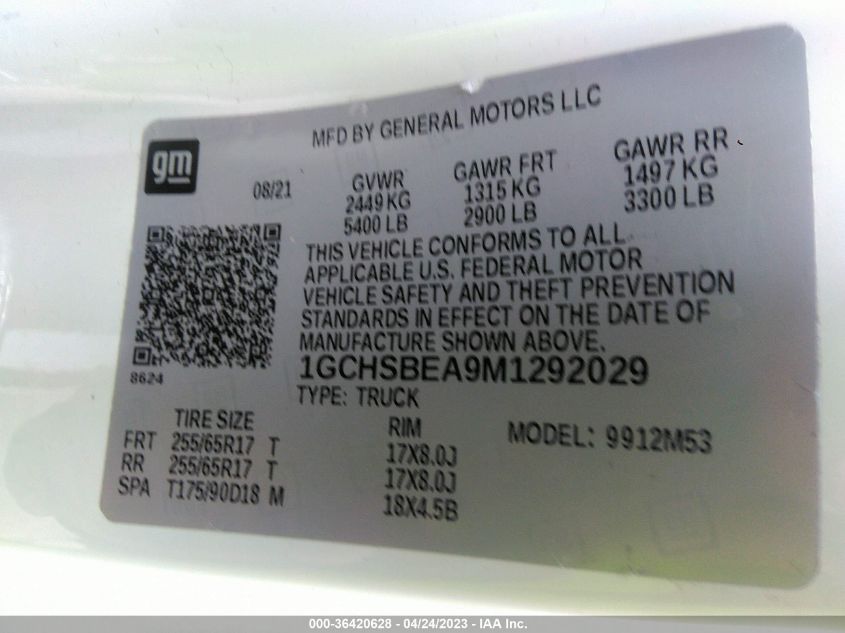 MFD BY GENERAL MOTORS LLC
gm
08/21
GVWR GAWR FRT GAWR RR
2449 KG 1315 KG 1497 KG
5400 LB 2900 LB 3300 LB
THIS VEHICLE CONFORMS TO ALL
APPLICABLE U.S. FEDERAL MOTOR
VEHICLE SAFETY AND THEFT PREVENTION
STANDARDS IN EFFECT ON THE DATE OF
MANUFACTURE SHOWN ABOVE.
8624
1GCHSBEA9M1292029
TYPE: TRUCK
TIRE SIZE RIM MODEL: 9912M53
FRT 255/65R17 T 17X8.0J
RR 255/65R17 T 17X8.0J
SPA T175/90D18 M 18X4.5B
000-36420628 - 04/24/2023 - IAA Inc.